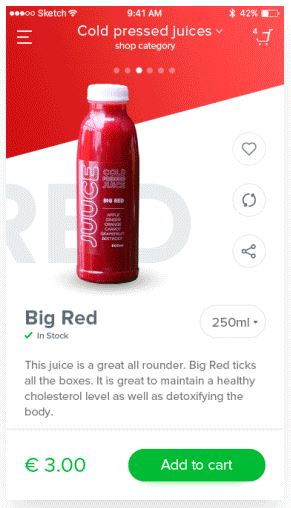 Sketch 9:41 AM 42%
Cold pressed juices
shop category
4
RED
JUUCE
COLD
PRESSED
JUICE
BIG RED
APPLE
GINGER
ORANGE
CARROT
GRAPEFRUIT
BEETROOT
Big Red
In Stock
250ml
This juice is a great all rounder. Big Red ticks
all the boxes. It is great to maintain a healthy
cholesterol level as well as detoxifying the
body.
€ 3.00
Add to cart